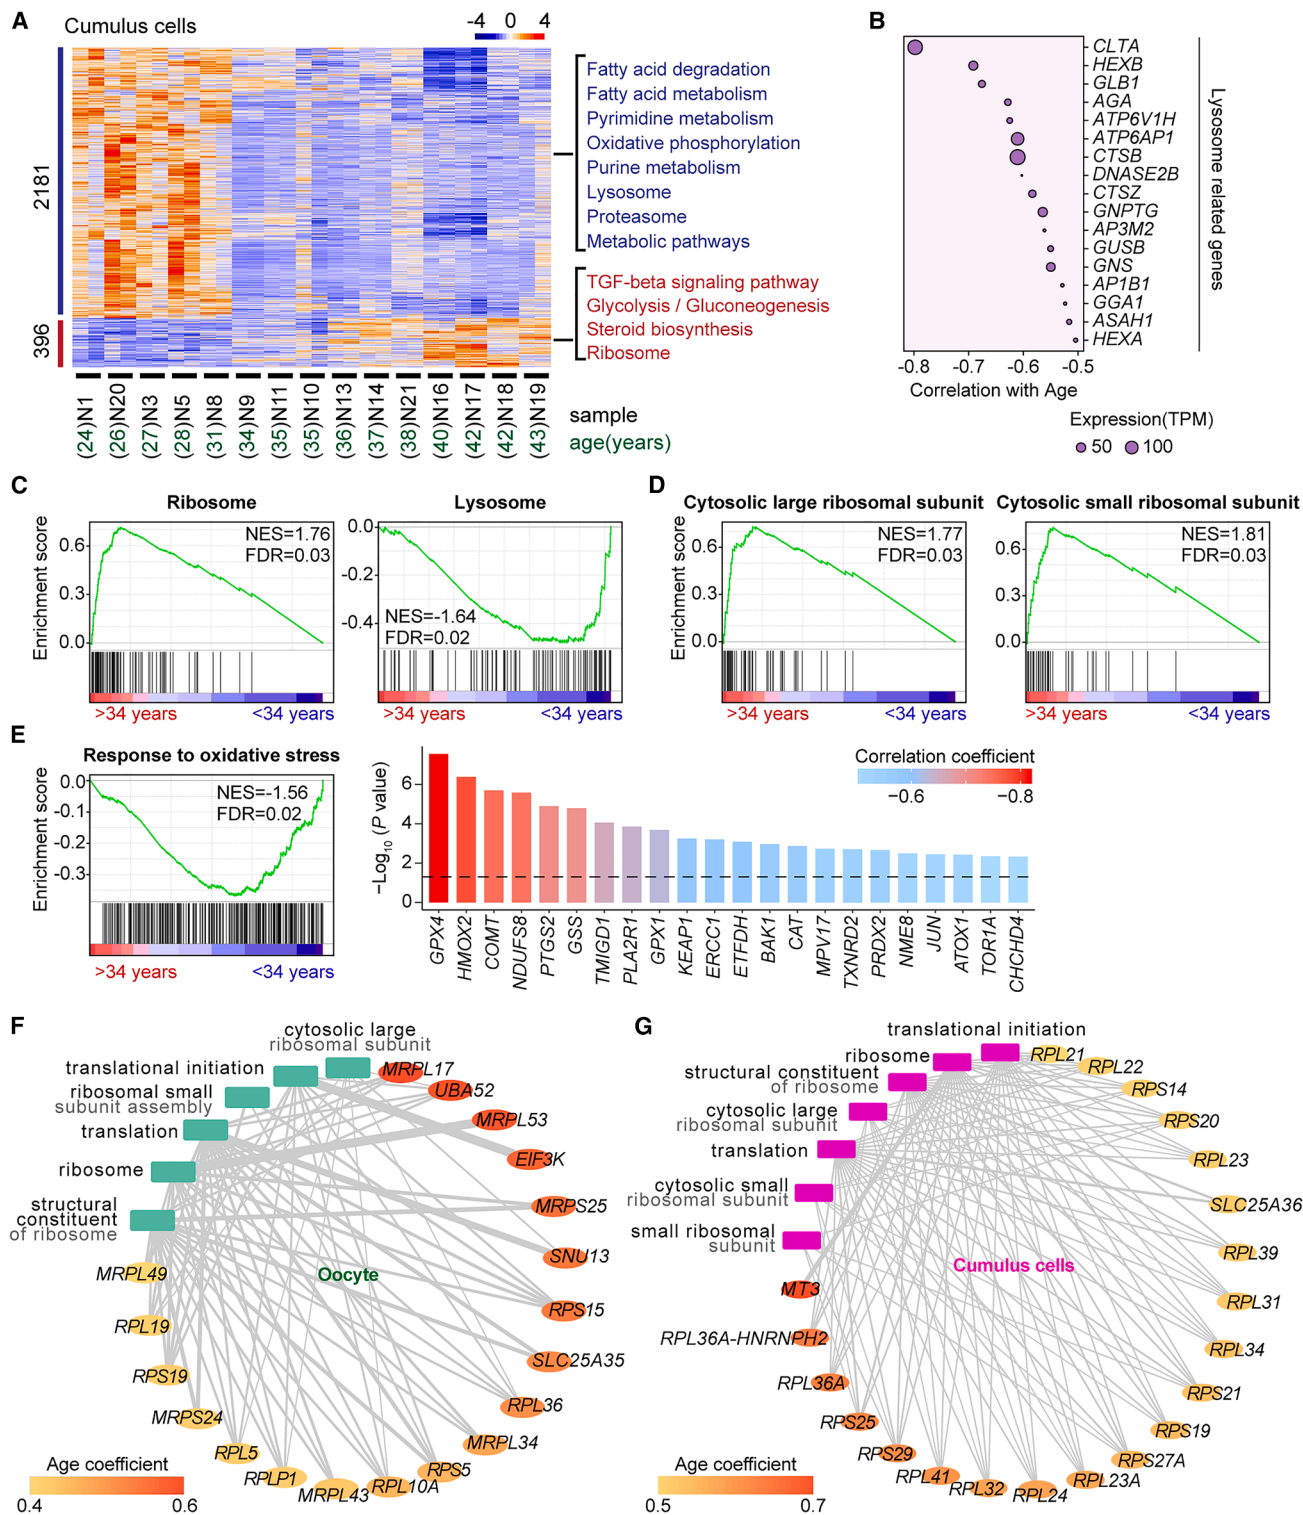 A
Cumulus cells
-4 0 4
2181
396
Fatty acid degradation
Fatty acid metabolism
Pyrimidine metabolism
Oxidative phosphorylation
Purine metabolism
Lysosome
Proteasome
Metabolic pathways
TGF-beta signaling pathway
Glycolysis / Gluconeogenesis
Steroid biosynthesis
Ribosome
(24)N1
(26)N20
(27)N3
(28)N5
(31)N8
(34)N9
(35)N11
(35)N10
(36)N13
(37)N14
(38)N21
(40)N16
(42)N17
(42)N18
(43)N19
sample
age(years)
B
CLTA
HEXB
GLB1
AGA
ATP6V1H
ATP6AP1
CTSB
DNASE2B
CTSZ
GNPTG
AP3M2
GUSB
GNS
AP1B1
GGA1
ASAH1
HEXA
Lysosome related genes
-0.8 -0.7 -0.6 -0.5
Correlation with Age
Expression(TPM)
50 100
C
Ribosome
Enrichment score
0.6
0.3
0.0
NES=1.76
FDR=0.03
>34 years <34 years
Lysosome
0.0
-0.2
-0.4
NES=-1.64
FDR=0.02
>34 years <34 years
D
Cytosolic large ribosomal subunit
Enrichment score
0.6
0.3
0.0
NES=1.77
FDR=0.03
>34 years <34 years
Cytosolic small ribosomal subunit
0.6
0.3
0.0
NES=1.81
FDR=0.03
>34 years <34 years
E
Response to oxidative stress
Enrichment score
0.0
-0.1
-0.2
-0.3
NES=-1.56
FDR=0.02
>34 years <34 years
−Log10 (P value)
6
4
2
0
Correlation coefficient
−0.6 −0.8
GPX4
HMOX2
COMT
NDUFS8
PTGS2
GSS
TMIGD1
PLA2R1
GPX1
KEAP1
ERCC1
ETFDH
BAK1
CAT
MPV17
TXNRD2
PRDX2
NME8
JUN
ATOX1
TOR1A
CHCHD4
F
cytosolic large
ribosomal subunit
translational initiation
ribosomal small
subunit assembly
translation
ribosome
structural
constituent
of ribosome
MRPL17
UBA52
MRPL53
EIF3K
MRPS25
SNU13
RPS15
SLC25A35
RPL36
MRPL34
RPS5
RPL10A
MRPL43
RPLP1
RPL5
MRPS24
RPS19
RPL19
MRPL49
Oocyte
Age coefficient
0.4 0.6
G
translational initiation
ribosome
structural constituent
of ribosome
cytosolic large
ribosomal subunit
translation
cytosolic small
ribosomal subunit
small ribosomal
subunit
RPL21
RPL22
RPS14
RPS20
RPL23
SLC25A36
RPL39
RPL31
RPL34
RPS21
RPS19
RPS27A
RPL23A
RPL24
RPL32
RPL41
RPS29
RPS25
RPL36A
RPL36A-HNRNPH2
MT3
Cumulus cells
Age coefficient
0.5 0.7